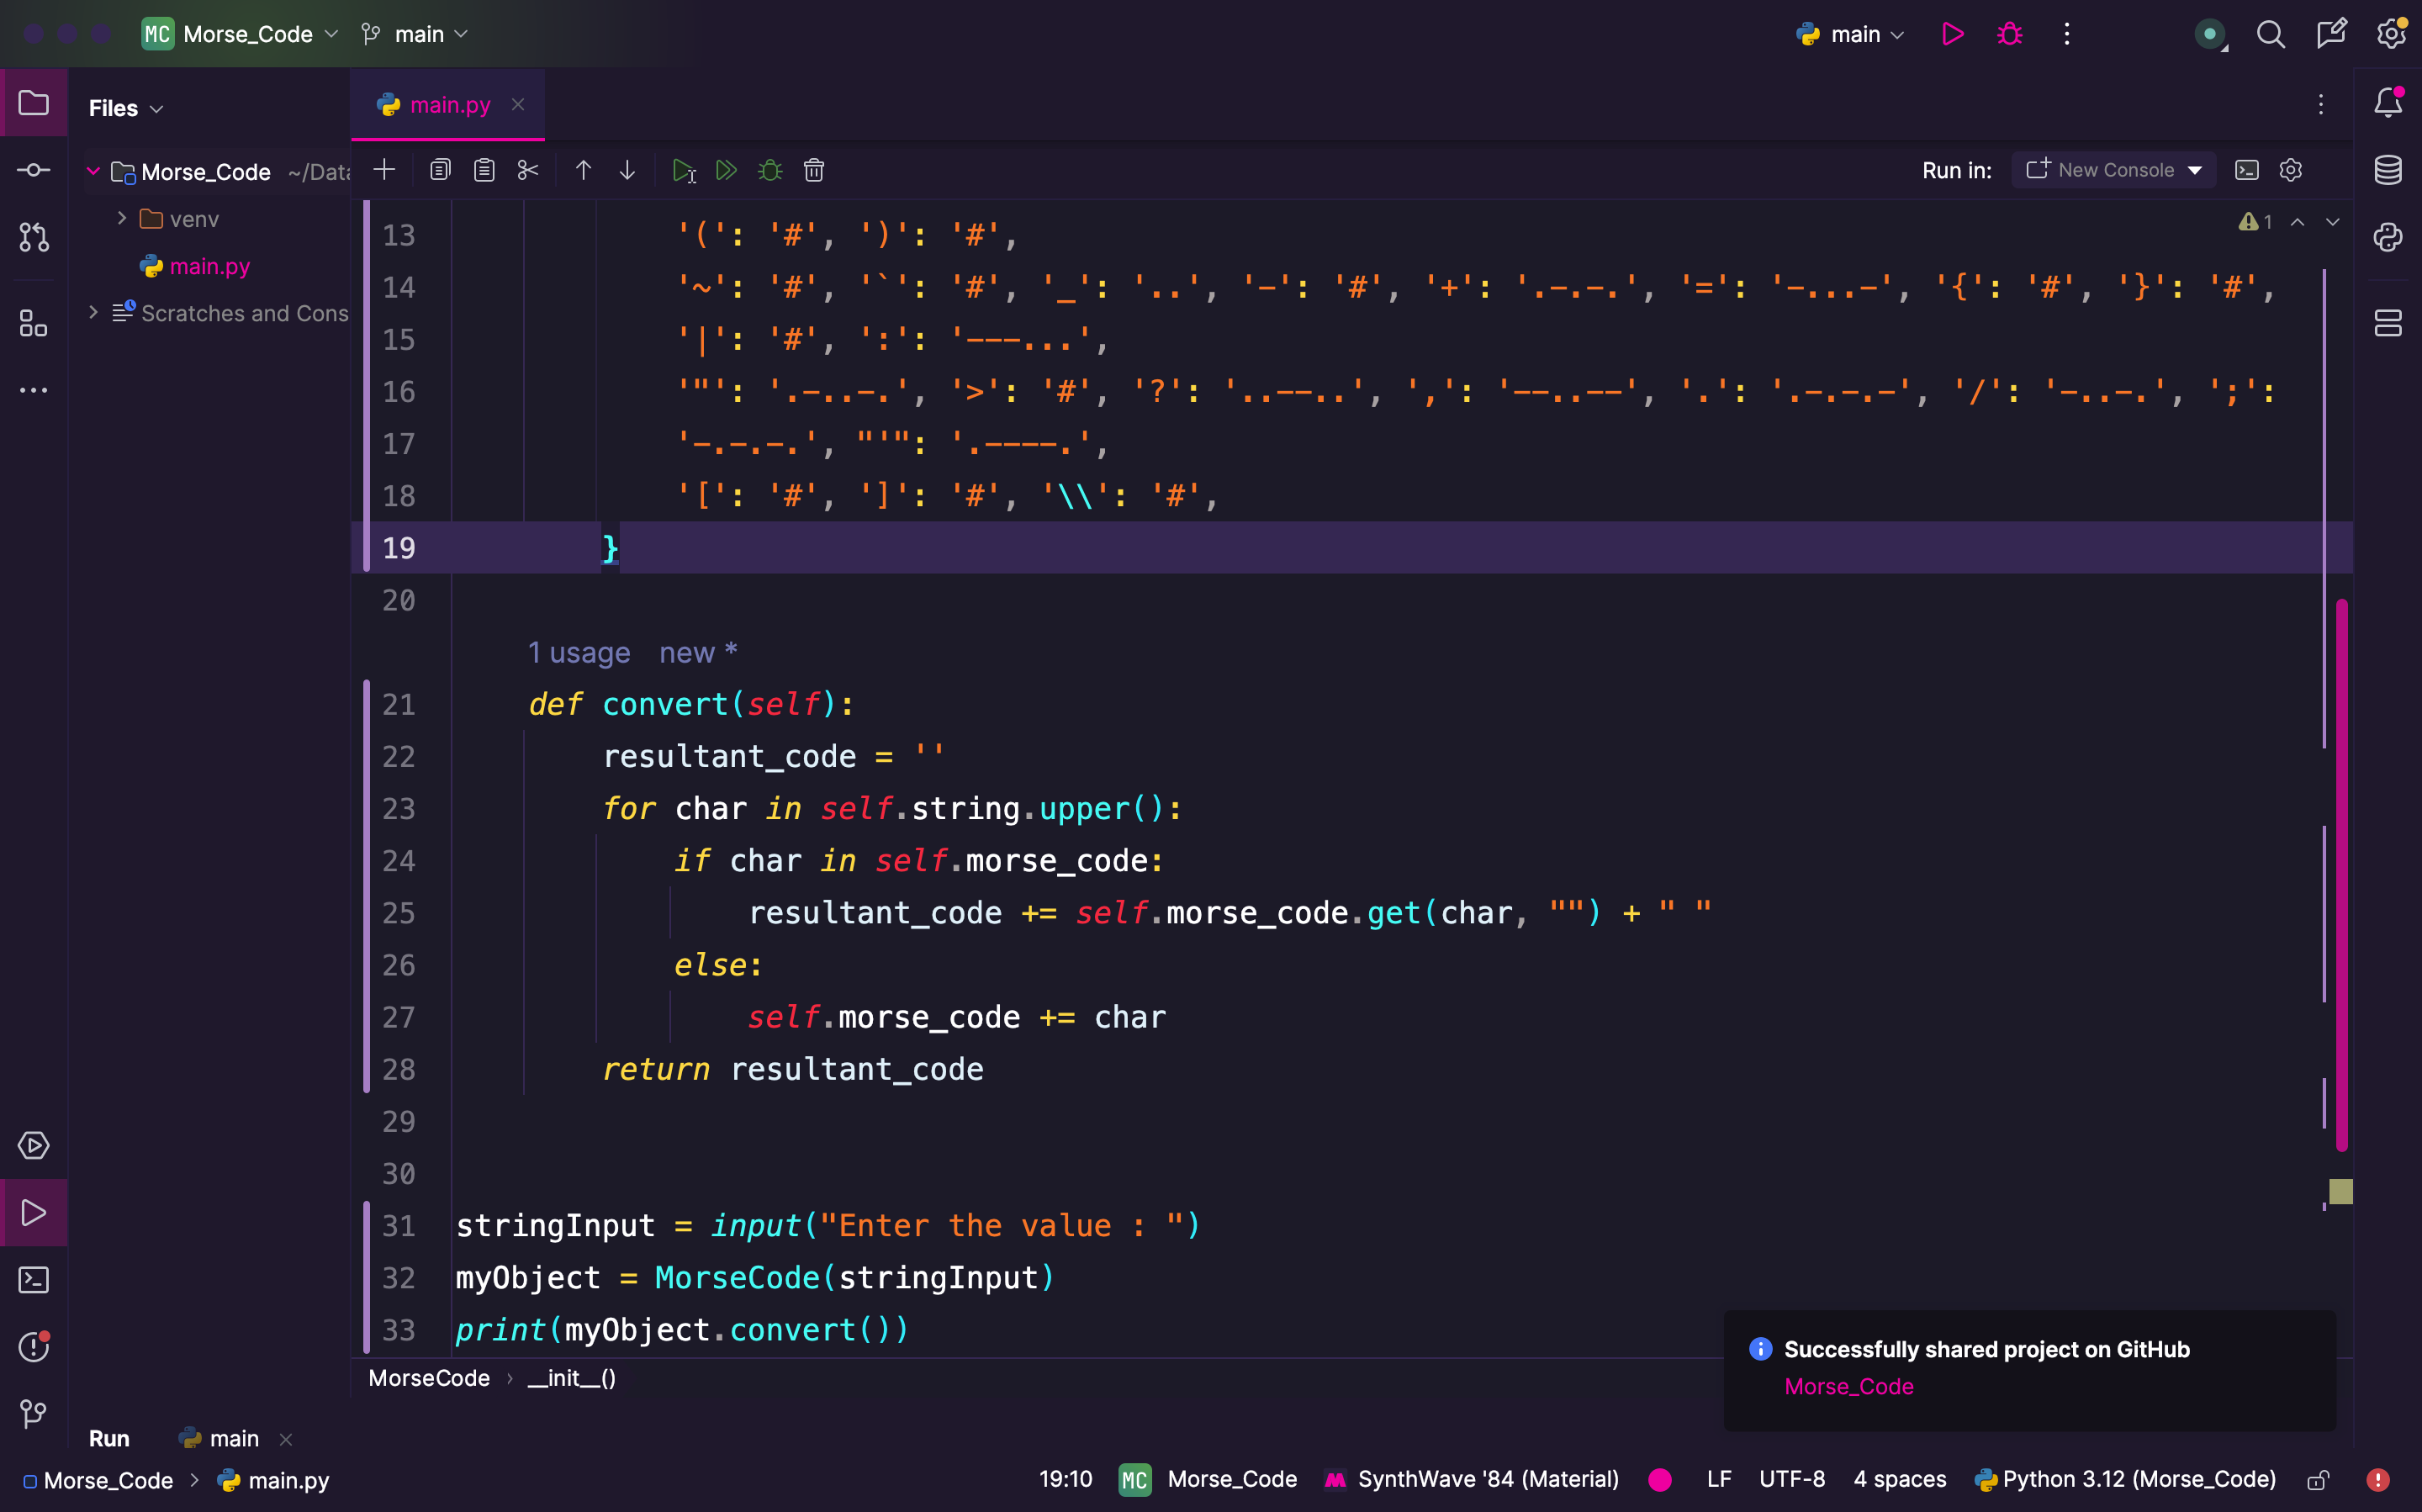 MC Morse_Code main
main
Files
main.py
Morse_Code ~/Data
venv
main.py
Scratches and Cons
Run in: New Console
1
13 '(': '#', ')': '#',
14 '~': '#', '`': '#', '_': '..', '-': '#', '+': '.-.-.', '=': '-...-', '{': '#', '}': '#',
15 '|': '#', ':': '---...',
16 '"': '.-..-.', '>': '#', '?': '..--..', ',': '--..--', '.': '.-.-.-', '/': '-..-.', ';':
17 '-.-.-.', "'": '.----.',
18 '[': '#', ']': '#', '\\': '#',
19 }
20
1 usage new *
21 def convert(self):
22 resultant_code = ''
23 for char in self.string.upper():
24 if char in self.morse_code:
25 resultant_code += self.morse_code.get(char, "") + " "
26 else:
27 self.morse_code += char
28 return resultant_code
29
30
31 stringInput = input("Enter the value : ")
32 myObject = MorseCode(stringInput)
33 print(myObject.convert())
MorseCode › __init__()
Successfully shared project on GitHub
Morse_Code
Run main
Morse_Code > main.py
19:10 MC Morse_Code SynthWave '84 (Material) LF UTF-8 4 spaces Python 3.12 (Morse_Code)